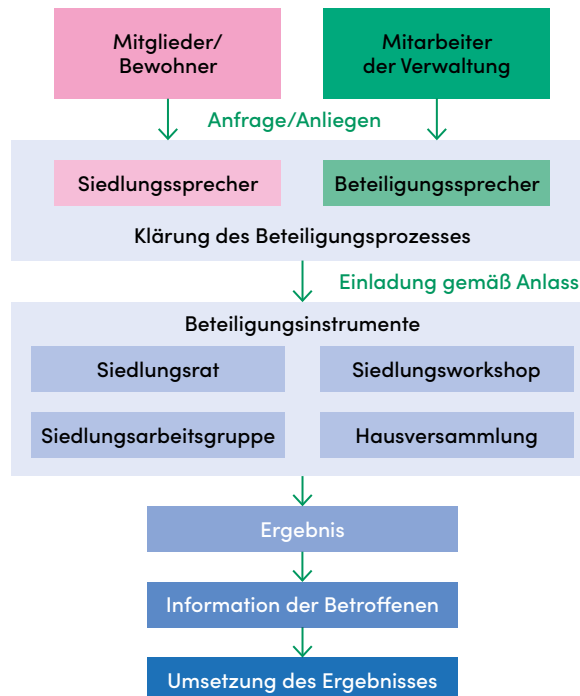 Mitglieder/
Bewohner
Mitarbeiter
der Verwaltung
Anfrage/Anliegen
Siedlungssprecher
Beteiligungssprecher
Klärung des Beteiligungsprozesses
Einladung gemäß Anlass
Beteiligungsinstrumente
Siedlungsrat
Siedlungsworkshop
Siedlungsarbeitsgruppe
Hausversammlung
Ergebnis
Information der Betroffenen
Umsetzung des Ergebnisses